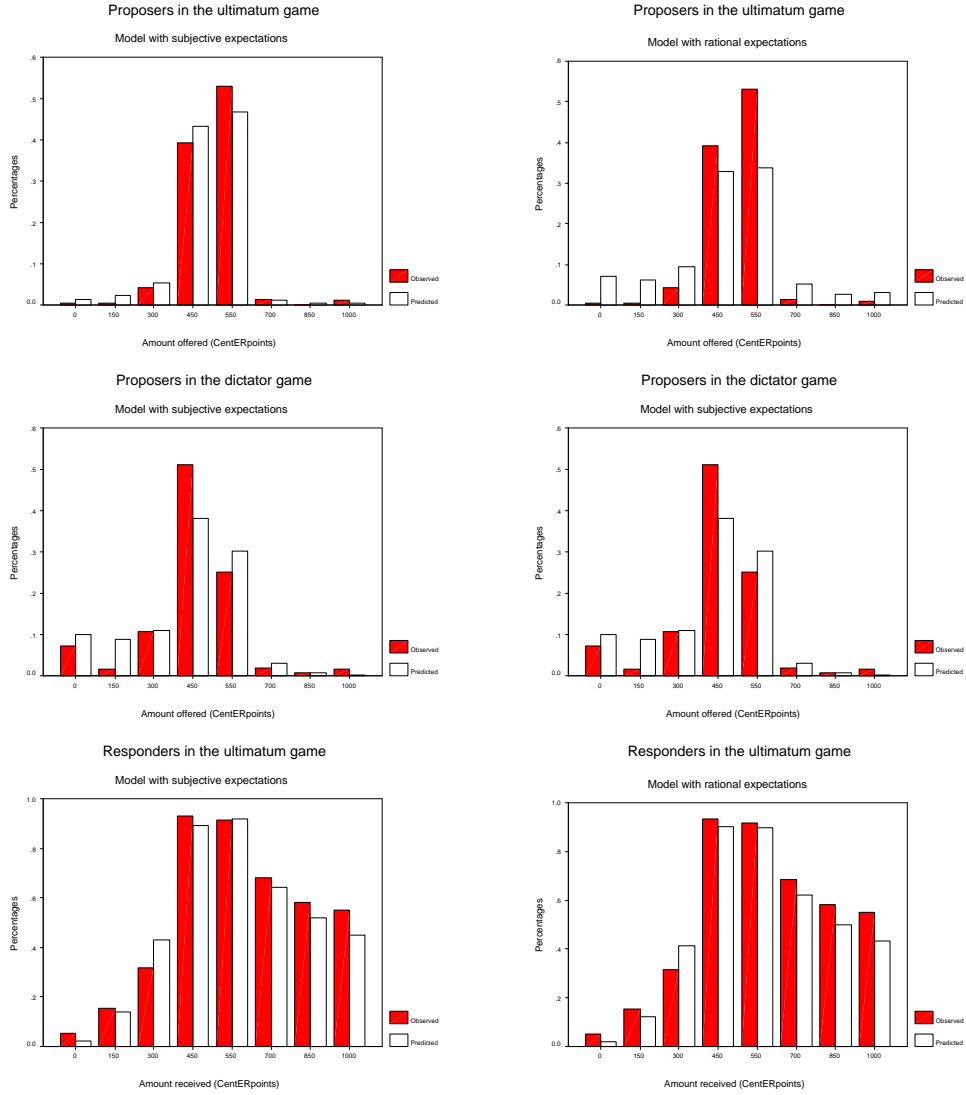 Proposers in the ultimatum game
Model with subjective expectations
.6
.5
.4
.3
.2
.1
0.0
Percentages
0 150 300 450 550 700 850 1000
Amount offered (CentERpoints)
Observed
Predicted
Proposers in the ultimatum game
Model with rational expectations
.6
.5
.4
.3
.2
.1
0.0
Percentages
0 150 300 450 550 700 850 1000
Amount offered (CentERpoints)
Observed
Predicted
Proposers in the dictator game
Model with subjective expectations
.6
.5
.4
.3
.2
.1
0.0
Percentages
0 150 300 450 550 700 850 1000
Amount offered (CentERpoints)
Observed
Predicted
Proposers in the dictator game
Model with subjective expectations
.6
.5
.4
.3
.2
.1
0.0
Percentages
0 150 300 450 550 700 850 1000
Amount offered (CentERpoints)
Observed
Predicted
Responders in the ultimatum game
Model with subjective expectations
1.0
.8
.6
.4
.2
0.0
Percentages
0 150 300 450 550 700 850 1000
Amount received (CentERpoints)
Observed
Predicted
Responders in the ultimatum game
Model with rational expectations
1.0
.8
.6
.4
.2
0.0
Percentages
0 150 300 450 550 700 850 1000
Amount received (CentERpoints)
Observed
Predicted